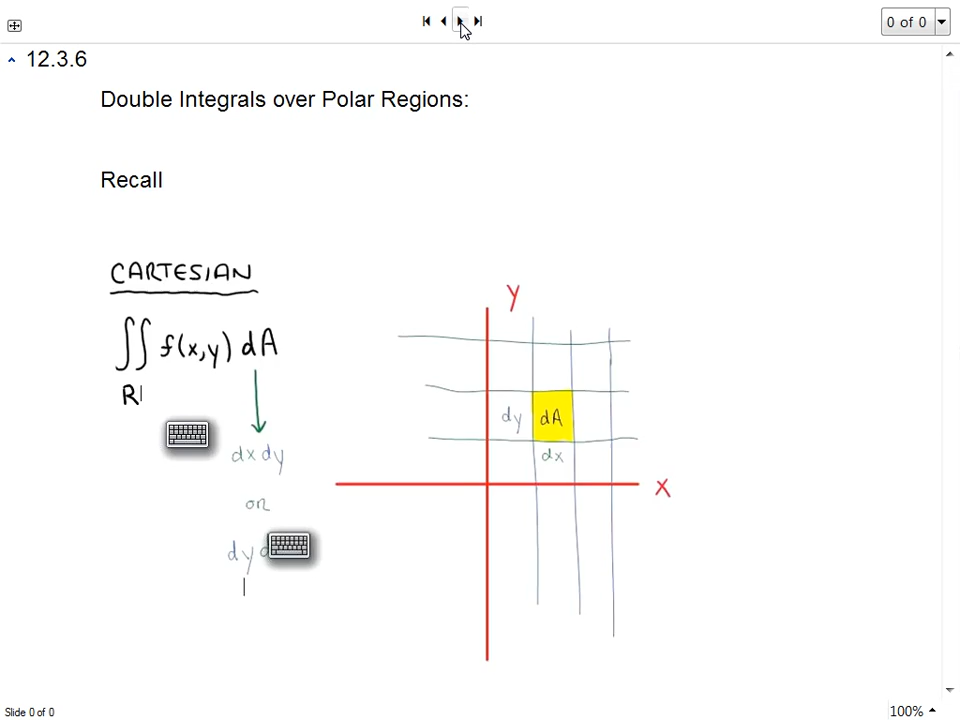 0 of 0
12.3.6
Double Integrals over Polar Regions:
Recall
CARTESIAN
∬ f(x,y) dA
R
dx dy
or
dy
y
dy dA
dx
x
Slide 0 of 0
100%